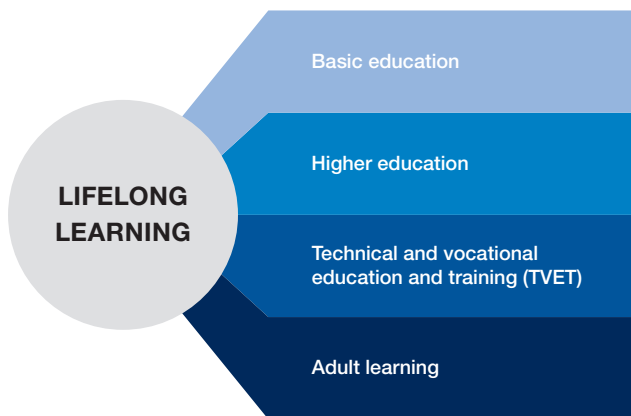 LIFELONG
LEARNING
Basic education
Higher education
Technical and vocational
education and training (TVET)
Adult learning